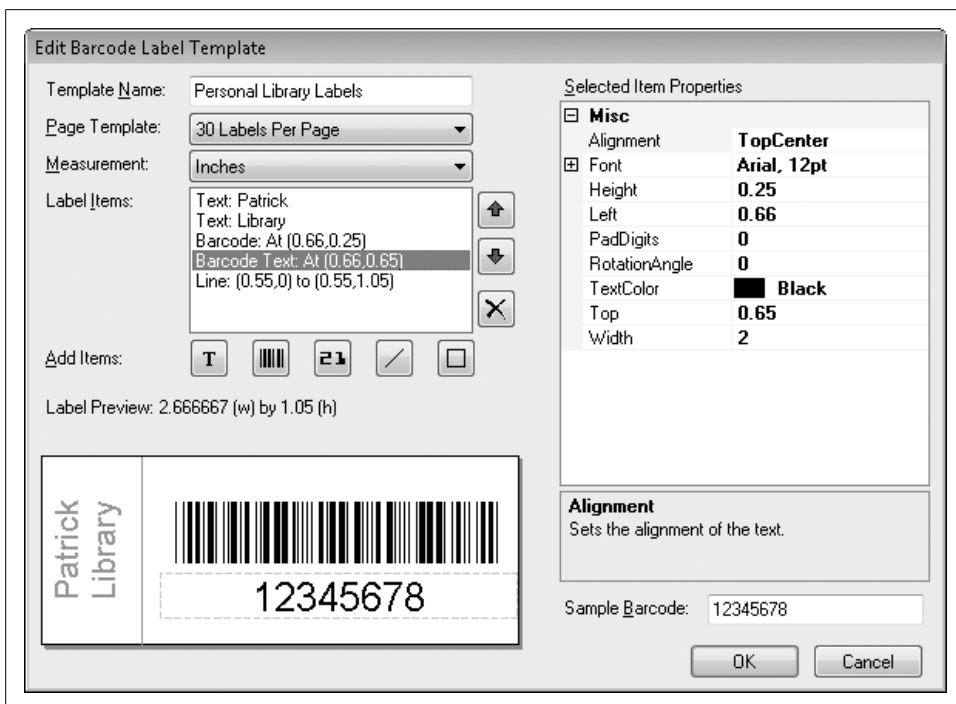 Edit Barcode Label Template
Template Name: Personal Library Labels
Page Template: 30 Labels Per Page
Measurement: Inches
Label Items:
Text: Patrick
Text: Library
Barcode: At (0.66,0.25)
Barcode Text: At (0.66,0.65)
Line: (0.55,0) to (0.55,1.05)
Add Items: T 21
Label Preview: 2.666667 (w) by 1.05 (h)
Patrick
Library
12345678
Selected Item Properties
Misc
Alignment TopCenter
Font Arial, 12pt
Height 0.25
Left 0.66
PadDigits 0
RotationAngle 0
TextColor Black
Top 0.65
Width 2
Alignment
Sets the alignment of the text.
Sample Barcode: 12345678
OK Cancel